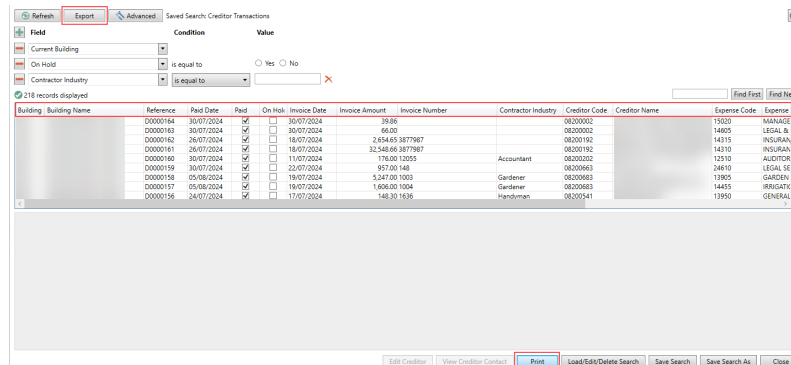 Refresh Export Advanced Saved Search: Creditor Transactions
Field Condition Value
Current Building
On Hold is equal to Yes No
Contractor Industry is equal to
218 records displayed Find First Find Ne
Building Building Name Reference Paid Date Paid On Hold Invoice Date Invoice Amount Invoice Number Contractor Industry Creditor Code Creditor Name Expense Code Expense
D0000164 30/07/2024 30/07/2024 39.86 08200002 15020 MANAGE
D0000163 30/07/2024 30/07/2024 66.00 08200002 14605 LEGAL &
D0000162 26/07/2024 18/07/2024 2,654.65 3877987 08200192 14315 INSURAN
D0000161 26/07/2024 18/07/2024 32,548.66 3877987 08200192 14310 INSURAN
D0000160 30/07/2024 11/07/2024 176.00 12055 Accountant 08200202 12510 AUDITOR
D0000159 30/07/2024 22/07/2024 957.00 148 08200663 24610 LEGAL SE
D0000158 05/08/2024 19/07/2024 5,247.00 1003 Gardener 08200683 13905 GARDEN
D0000157 05/08/2024 19/07/2024 1,606.00 1004 Gardener 08200683 14455 IRRIGATIO
D0000156 24/07/2024 17/07/2024 148.30 1636 Handyman 08200541 13950 GENERAL
Edit Creditor View Creditor Contact Print Load/Edit/Delete Search Save Search Save Search As Close